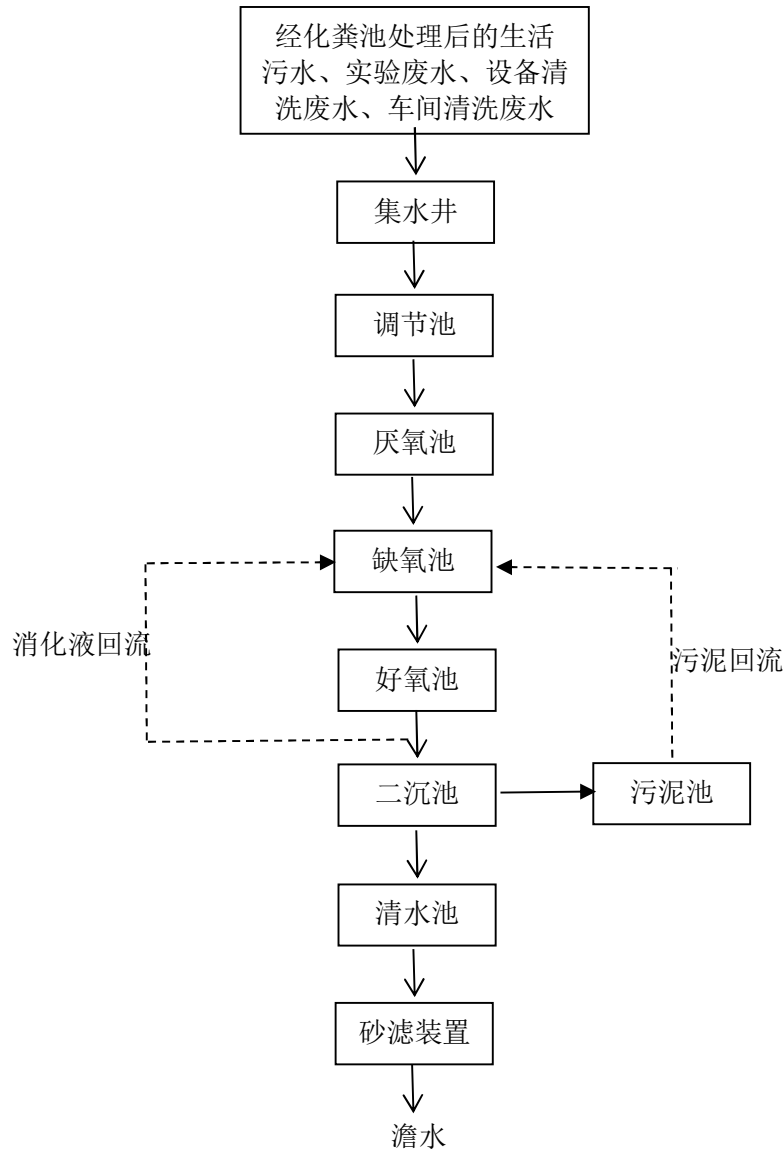 经化粪池处理后的生活
污水、实验废水、设备清
洗废水、车间清洗废水
集水井
调节池
厌氧池
缺氧池
消化液回流
污泥回流
好氧池
二沉池
污泥池
清水池
砂滤装置
澹水